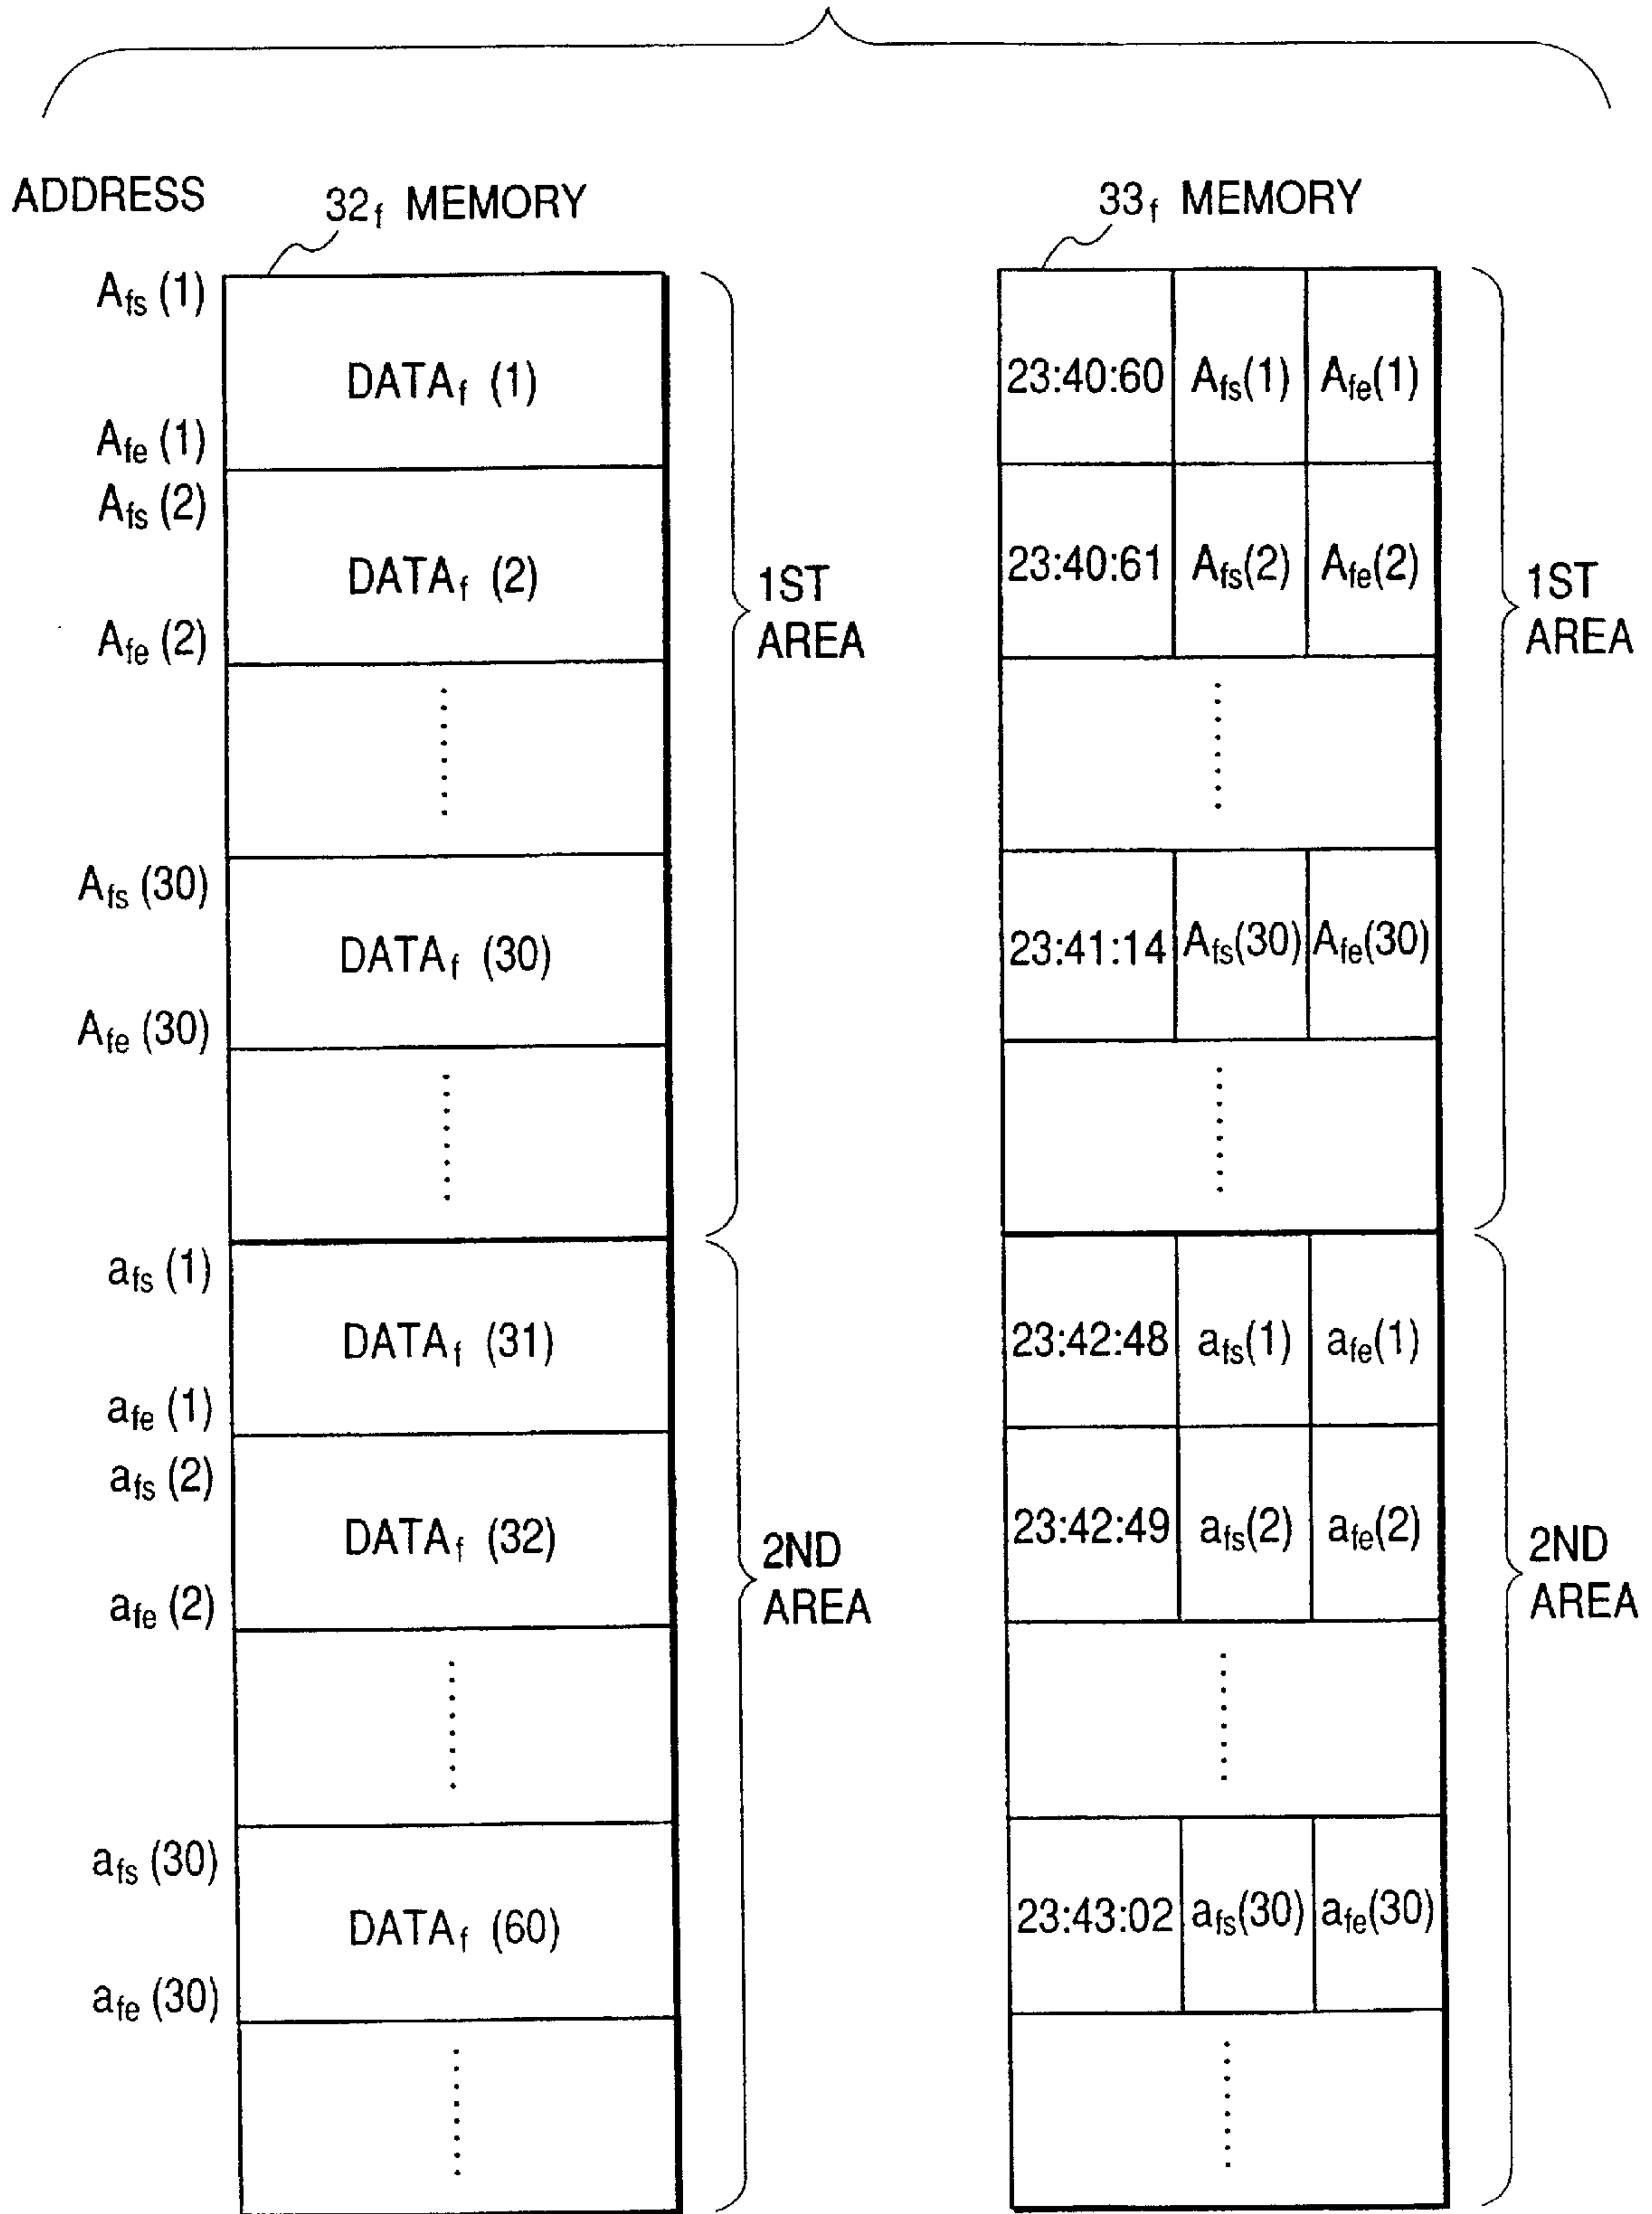 ADDRESS
32f MEMORY
33f MEMORY
Afs (1)
DATAf (1)
Afe (1)
23:40:60 Afs(1) Afe(1)
Afs (2)
DATAf (2)
Afe (2)
23:40:61 Afs(2) Afe(2)
1ST
AREA
1ST
AREA
Afs (30)
DATAf (30)
Afe (30)
23:41:14 Afs(30) Afe(30)
afs (1)
DATAf (31)
afe (1)
23:42:48 afs(1) afe(1)
afs (2)
DATAf (32)
afe (2)
23:42:49 afs(2) afe(2)
2ND
AREA
2ND
AREA
afs (30)
DATAf (60)
afe (30)
23:43:02 afs(30) afe(30)